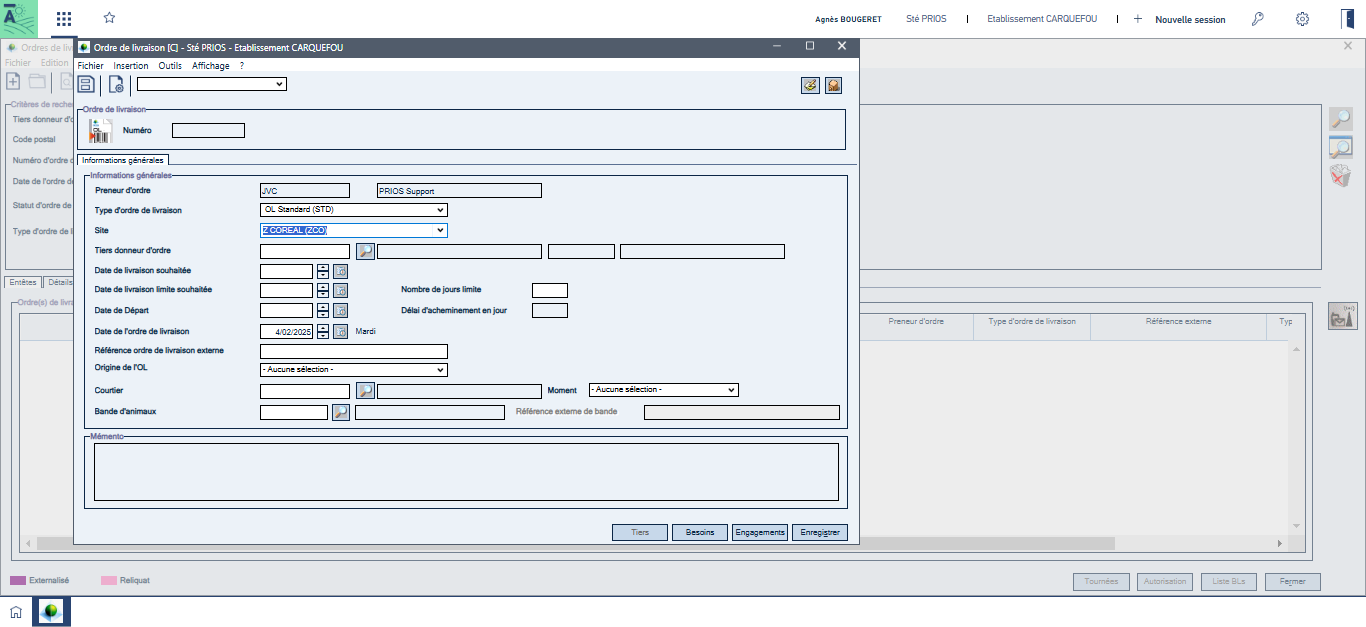 Agnès BOUGERET Sté PRIOS | Etablissement CARQUEFOU | + Nouvelle session
Ordres de liv
Fichier Edition
Critères de reche
Tiers donneur d'o
Code postal
Numéro d'ordre d
Date de l'ordre de
Statut d'ordre de
Type d'ordre de l
Entêtes Détails
Ordre(s) de livra
Ordre de livraison [C] - Sté PRIOS - Etablissement CARQUEFOU
Fichier Insertion Outils Affichage ?
Ordre de livraison
OL
Numéro
Informations générales
Informations générales
Preneur d'ordre JVC PRIOS Support
Type d'ordre de livraison OL Standard (STD)
Site Z COREAL (ZCO)
Tiers donneur d'ordre
Date de livraison souhaitée
Date de livraison limite souhaitée Nombre de jours limite
Date de Départ Délai d'acheminement en jour
Date de l'ordre de livraison 4/02/2025 Mardi
Référence ordre de livraison externe
Origine de l'OL - Aucune sélection -
Courtier Moment - Aucune sélection -
Bande d'animaux Référence externe de bande
Mémento
Tiers Besoins Engagements Enregistrer
Preneur d'ordre Type d'ordre de livraison Référence externe Typ
Externalisé Reliquat
Tournées Autorisation Liste BLs Fermer